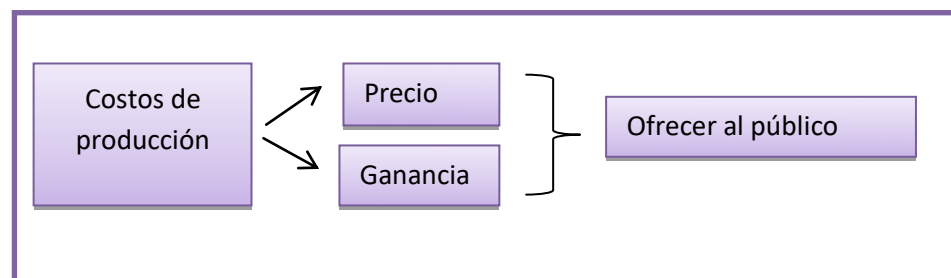 Costos de
producción
Precio
Ganancia
Ofrecer al público